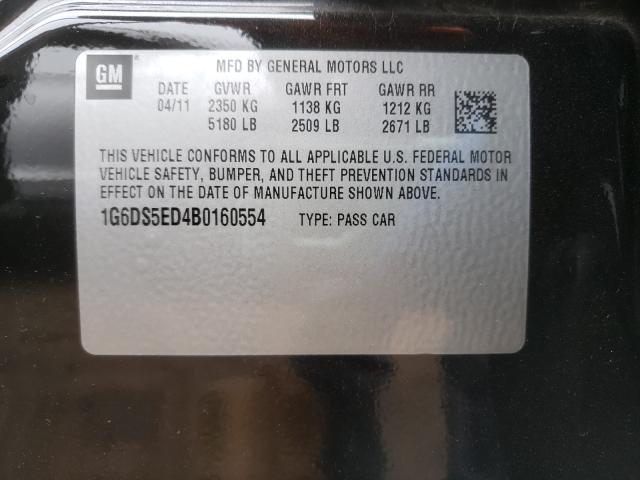 GM
MFD BY GENERAL MOTORS LLC
DATE GVWR GAWR FRT GAWR RR
04/11 2350 KG 1138 KG 1212 KG
5180 LB 2509 LB 2671 LB
THIS VEHICLE CONFORMS TO ALL APPLICABLE U.S. FEDERAL MOTOR
VEHICLE SAFETY, BUMPER, AND THEFT PREVENTION STANDARDS IN
EFFECT ON THE DATE OF MANUFACTURE SHOWN ABOVE.
1G6DS5ED4B0160554 TYPE: PASS CAR